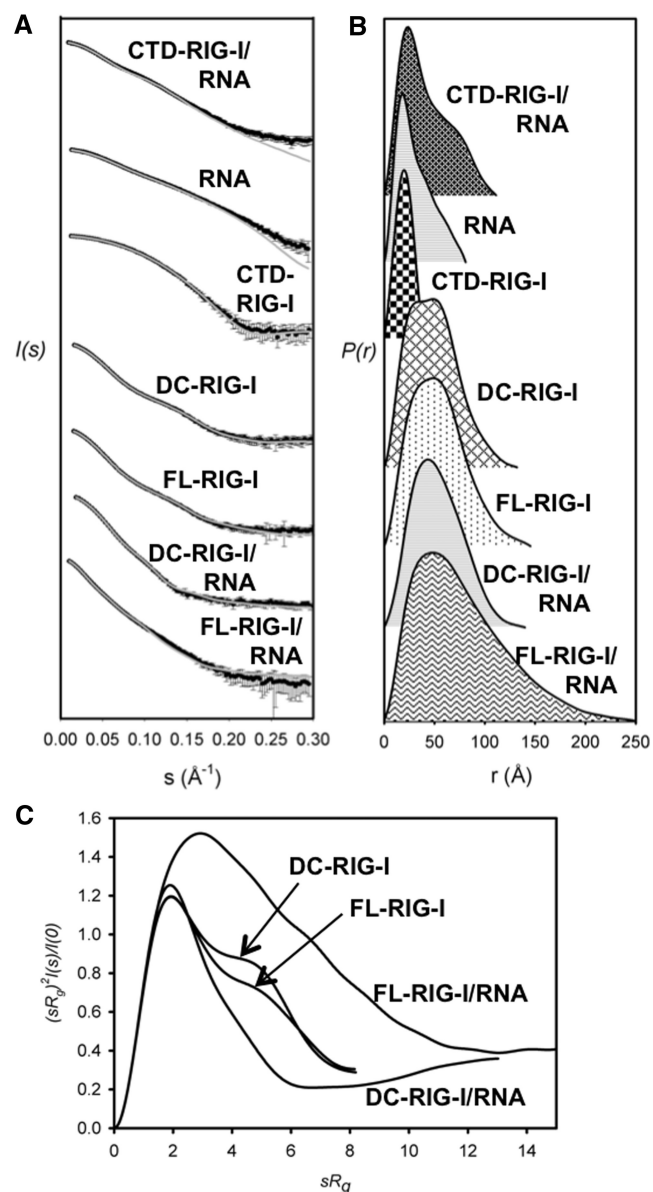 A
CTD-RIG-I/
RNA
RNA
CTD-
RIG-I
I(s)
DC-RIG-I
FL-RIG-I
DC-RIG-I/
RNA
FL-RIG-I/
RNA
0.00 0.05 0.10 0.15 0.20 0.25 0.30
s (Å-1)
B
CTD-RIG-I/
RNA
RNA
CTD-RIG-I
P(r)
DC-RIG-I
FL-RIG-I
DC-RIG-I/
RNA
FL-RIG-I/
RNA
0 50 100 150 200 250
r (Å)
C
1.6
1.4
1.2
1.0
0.8
0.6
0.4
0.2
0.0
(sRg)2I(s)/I(0)
DC-RIG-I
FL-RIG-I
FL-RIG-I/RNA
DC-RIG-I/RNA
0 2 4 6 8 10 12 14
sRg